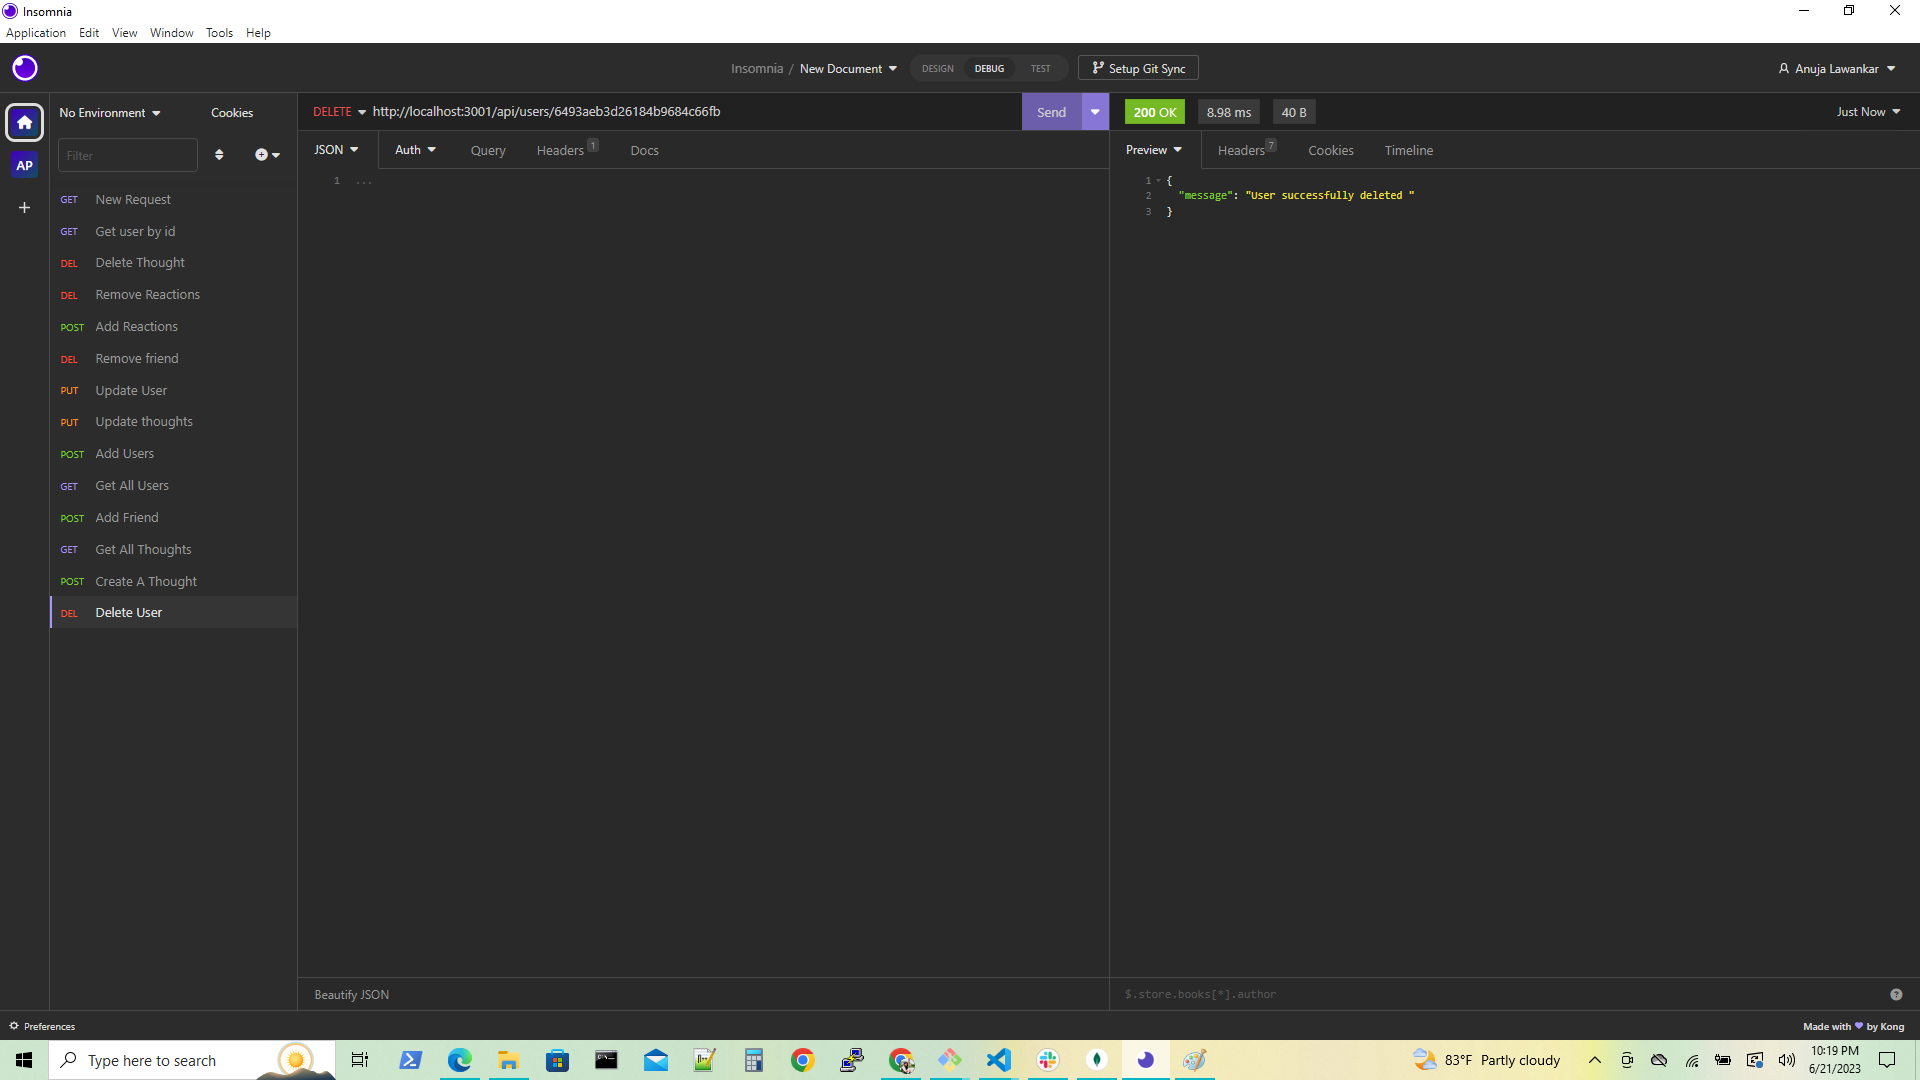 Insomnia
Application Edit View Window Tools Help
Insomnia / New Document DESIGN DEBUG TEST Setup Git Sync Anuja Lawankar
AP
No Environment Cookies
Filter
GET New Request
GET Get user by id
DEL Delete Thought
DEL Remove Reactions
POST Add Reactions
DEL Remove friend
PUT Update User
PUT Update thoughts
POST Add Users
GET Get All Users
POST Add Friend
GET Get All Thoughts
POST Create A Thought
DEL Delete User
DELETE http://localhost:3001/api/users/6493aeb3d26184b9684c66fb Send
JSON Auth Query Headers 1 Docs
1 ...
Beautify JSON
200 OK 8.98 ms 40 B Just Now
Preview Headers 7 Cookies Timeline
1 {
2 "message": "User successfully deleted "
3 }
$.store.books[*].author
Preferences
Made with by Kong
Type here to search
83°F Partly cloudy
10:19 PM
6/21/2023